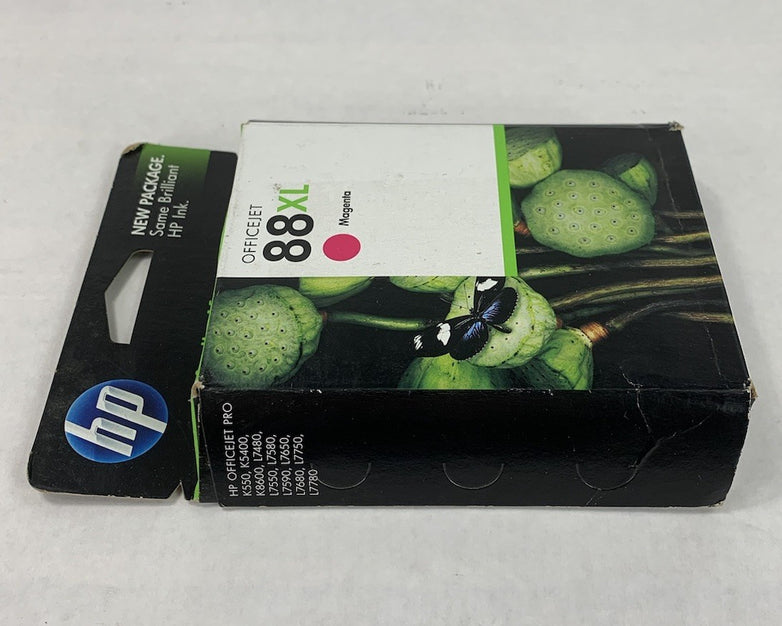 NEW PACKAGE.
Same Brilliant
HP Ink.
hp
OFFICEJET
88XL
Magenta
HP OFFICEJET PRO
K550, K5400,
K8600, L7480,
L7550, L7580,
L7590, L7650,
L7680, L7750,
L7780